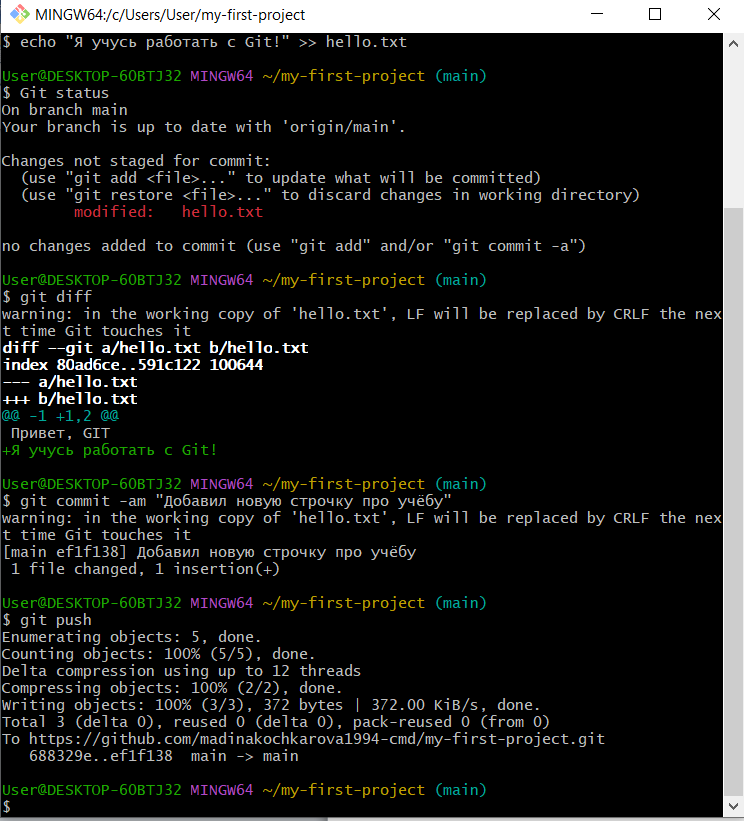 MINGW64:/c/Users/User/my-first-project
$ echo "Я учусь работать с Git!" >> hello.txt
User@DESKTOP-6OBTJ32 MINGW64 ~/my-first-project (main)
$ Git status
On branch main
Your branch is up to date with 'origin/main'.
Changes not staged for commit:
  (use "git add <file>..." to update what will be committed)
  (use "git restore <file>..." to discard changes in working directory)
        modified:   hello.txt
no changes added to commit (use "git add" and/or "git commit -a")
User@DESKTOP-6OBTJ32 MINGW64 ~/my-first-project (main)
$ git diff
warning: in the working copy of 'hello.txt', LF will be replaced by CRLF the nex
t time Git touches it
diff --git a/hello.txt b/hello.txt
index 80ad6ce..591c122 100644
--- a/hello.txt
+++ b/hello.txt
@@ -1 +1,2 @@
 Привет, GIT
+Я учусь работать с Git!
User@DESKTOP-6OBTJ32 MINGW64 ~/my-first-project (main)
$ git commit -am "Добавил новую строчку про учёбу"
warning: in the working copy of 'hello.txt', LF will be replaced by CRLF the nex
t time Git touches it
[main ef1f138] Добавил новую строчку про учёбу
 1 file changed, 1 insertion(+)
User@DESKTOP-6OBTJ32 MINGW64 ~/my-first-project (main)
$ git push
Enumerating objects: 5, done.
Counting objects: 100% (5/5), done.
Delta compression using up to 12 threads
Compressing objects: 100% (2/2), done.
Writing objects: 100% (3/3), 372 bytes | 372.00 KiB/s, done.
Total 3 (delta 0), reused 0 (delta 0), pack-reused 0 (from 0)
To https://github.com/madinakochkarova1994-cmd/my-first-project.git
   688329e..ef1f138  main -> main
User@DESKTOP-6OBTJ32 MINGW64 ~/my-first-project (main)
$